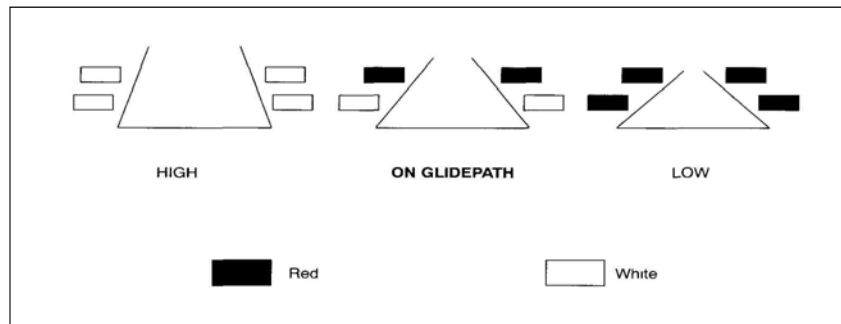 HIGH
ON GLIDEPATH
LOW
Red
White